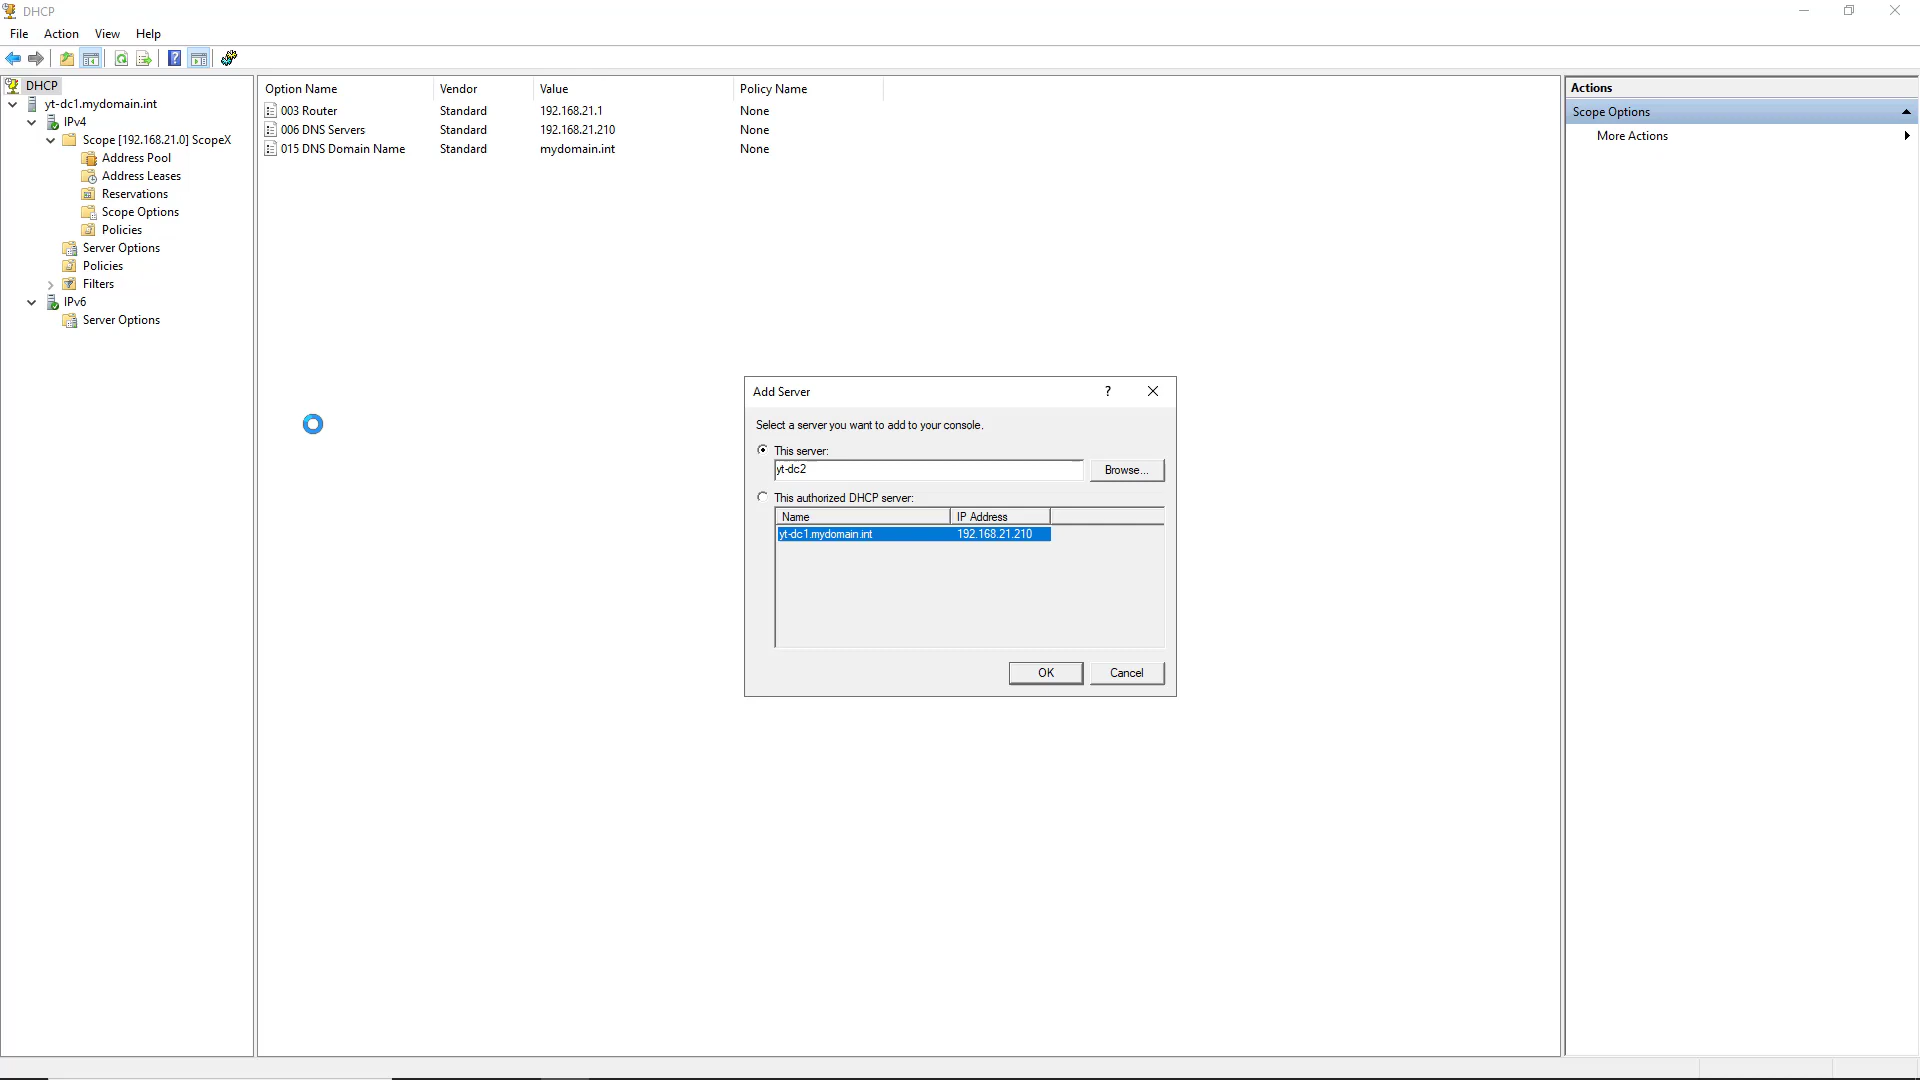 DHCP
File Action View Help
DHCP
yt-dc1.mydomain.int
IPv4
Scope [192.168.21.0] ScopeX
Address Pool
Address Leases
Reservations
Scope Options
Policies
Server Options
Policies
Filters
IPv6
Server Options
Option Name Vendor Value Policy Name
003 Router Standard 192.168.21.1 None
006 DNS Servers Standard 192.168.21.210 None
015 DNS Domain Name Standard mydomain.int None
Add Server
?
Select a server you want to add to your console.
This server:
yt-dc2
Browse...
This authorized DHCP server:
Name IP Address
yt-dc1.mydomain.int 192.168.21.210
OK Cancel
Actions
Scope Options
More Actions